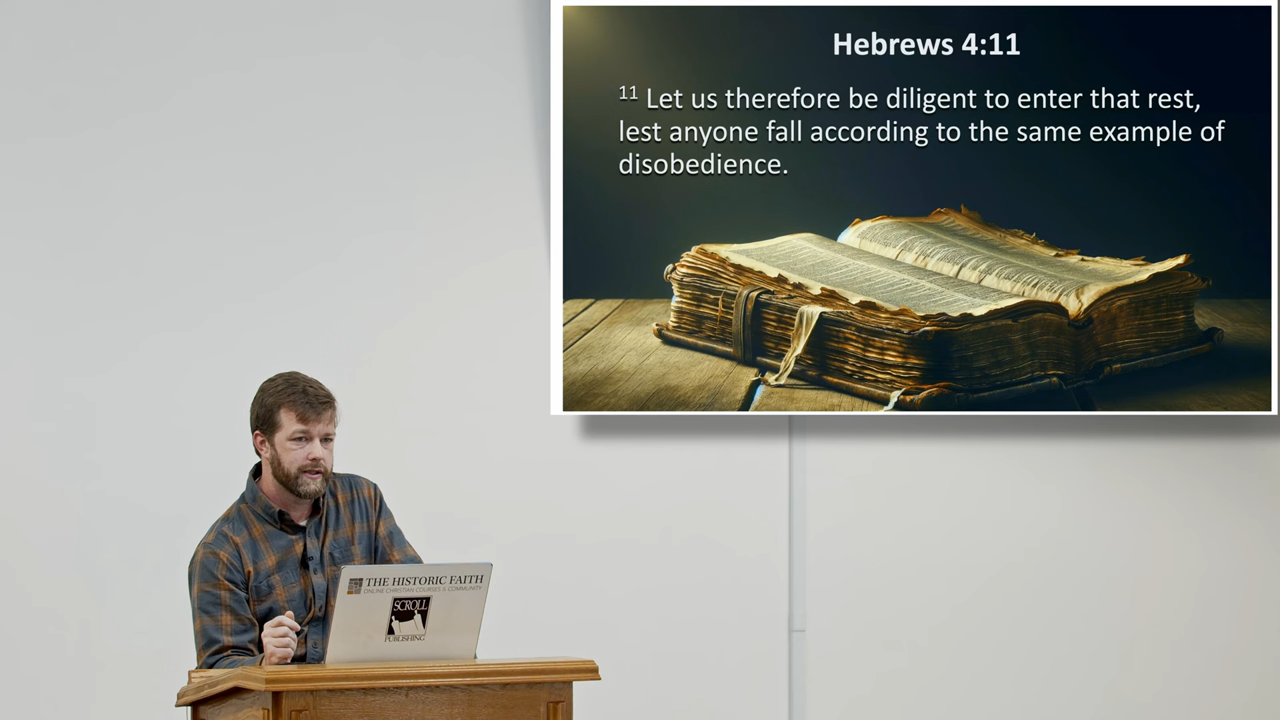 Hebrews 4:11
11 Let us therefore be diligent to enter that rest,
lest anyone fall according to the same example of
disobedience.
THE HISTORIC FAITH
ONLINE CHRISTIAN COURSES & COMMUNITY
SCROLL
PUBLISHING